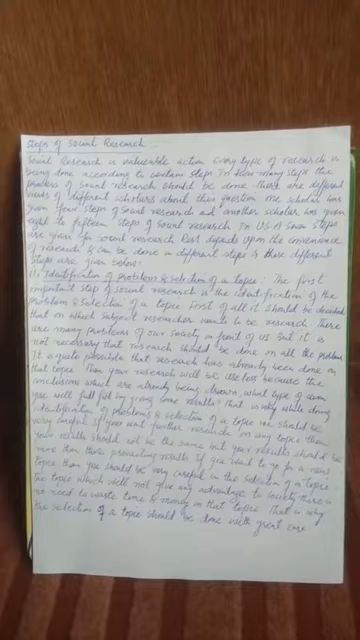 Steps of Social Research
Social Research is valueable action Every type of research is
being done according to certain steps In How many steps the
process of social research should be done There are different
views of different scholars about this question one scholar has
given four steps of social research and another scholar has given
eight to fifteen steps of social research In U.S.A Seven steps
are given for social research but depends upon the convenience
of research & can be done in different steps is these different
steps are given below:
(1) Identification of problems & selection of a topic: The first
important step of social research is the identification of the
problem & selection of a topic First of all it should be decided
that on which subject researcher wants to be research There
are many problems of our society in front of us But it is
not necessary that research should be done on all the problems
It is quite possible that research has already been done on
that topic Then your research will be useless because the
conclusions which are already being drawn, what type of aim
you will full fill by giving same results? That is why while doing
identification of problems & selection of a topic we should be
very careful if you want further research on any topic then
your results should not be the same but your results should be
more than those prevailing results If you want to go for a new
topic then you should be very careful in the selection of a topic
the topic which will not give any advantage to society there is
no need to waste time & money on that topic That is why
the selection of a topic should be done with great care